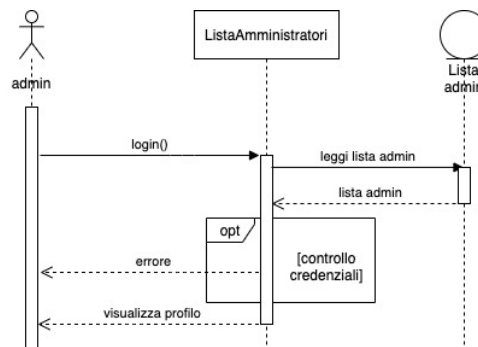 ListaAmministratori
admin
Lista
admin
login()
leggi lista admin
lista admin
opt
[controllo
credenziali]
errore
visualizza profilo